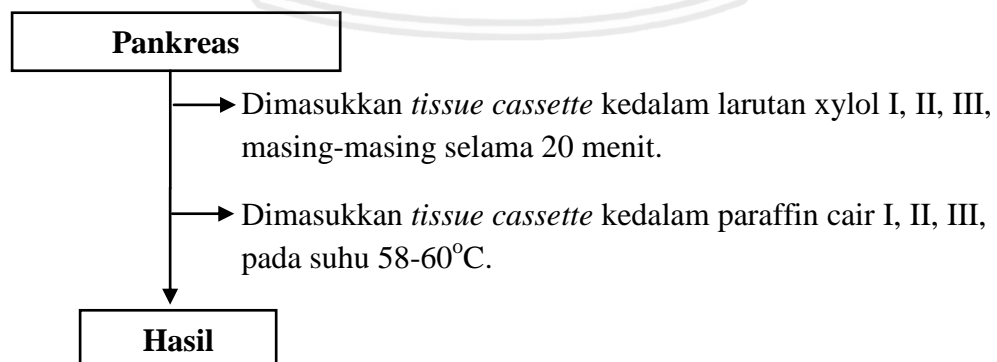 Pankreas
Dimasukkan tissue cassette kedalam larutan xylol I, II, III,
masing-masing selama 20 menit.
Dimasukkan tissue cassette kedalam paraffin cair I, II, III,
pada suhu 58-60°C.
Hasil